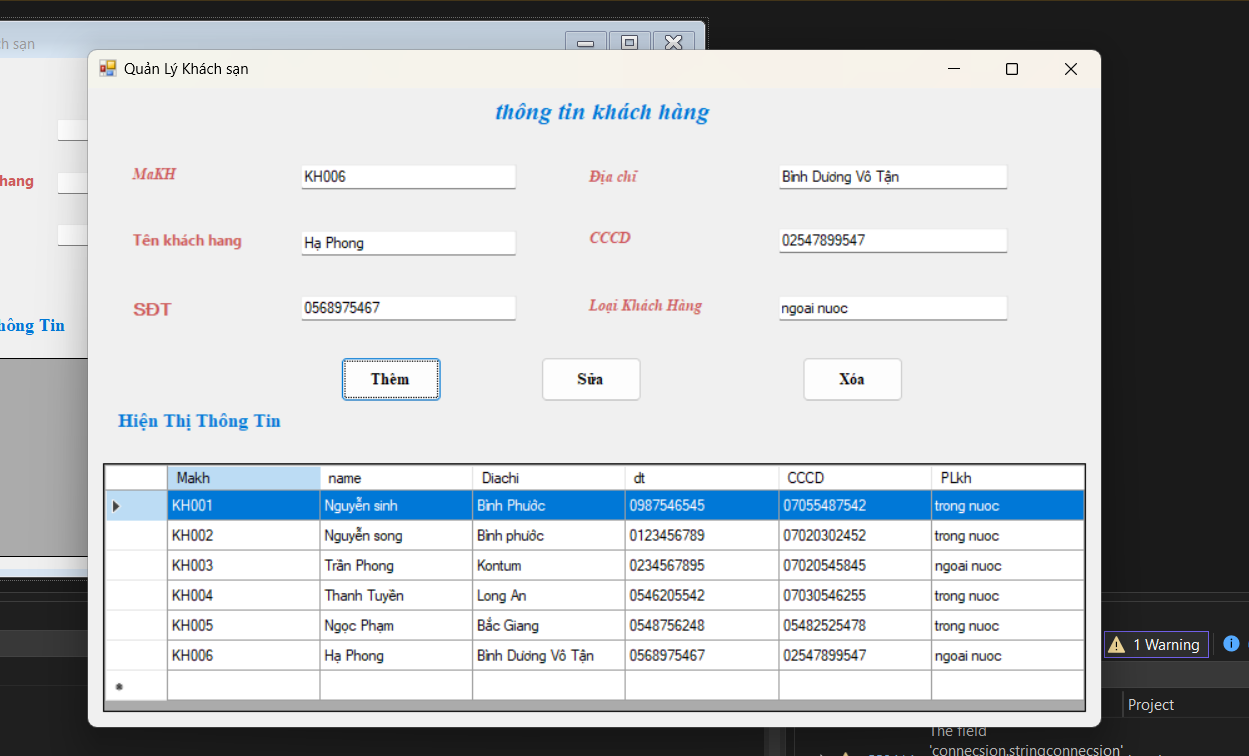 ch sạn
Quản Lý Khách sạn
thông tin khách hàng
MaKH KH006 Địa chĩ Bình Dương Vô Tận
hang
Tên khách hang Hạ Phong CCCD 02547899547
SĐT 0568975467 Loại Khách Hàng ngoai nuoc
hông Tin
Thêm Sửa Xóa
Hiện Thị Thông Tin
Makh name Diachi dt CCCD PLkh
KH001 Nguyễn sinh Bình Phước 0987546545 07055487542 trong nuoc
KH002 Nguyễn song Bình phước 0123456789 07020302452 trong nuoc
KH003 Trần Phong Kontum 0234567895 07020545845 ngoai nuoc
KH004 Thanh Tuyền Long An 0546205542 07030546255 trong nuoc
KH005 Ngọc Phạm Bắc Giang 0548756248 05482525478 trong nuoc
KH006 Hạ Phong Bình Dương Vô Tận 0568975467 02547899547 ngoai nuoc
1 Warning
Project
The field
'connecsion.stringconnecsion'